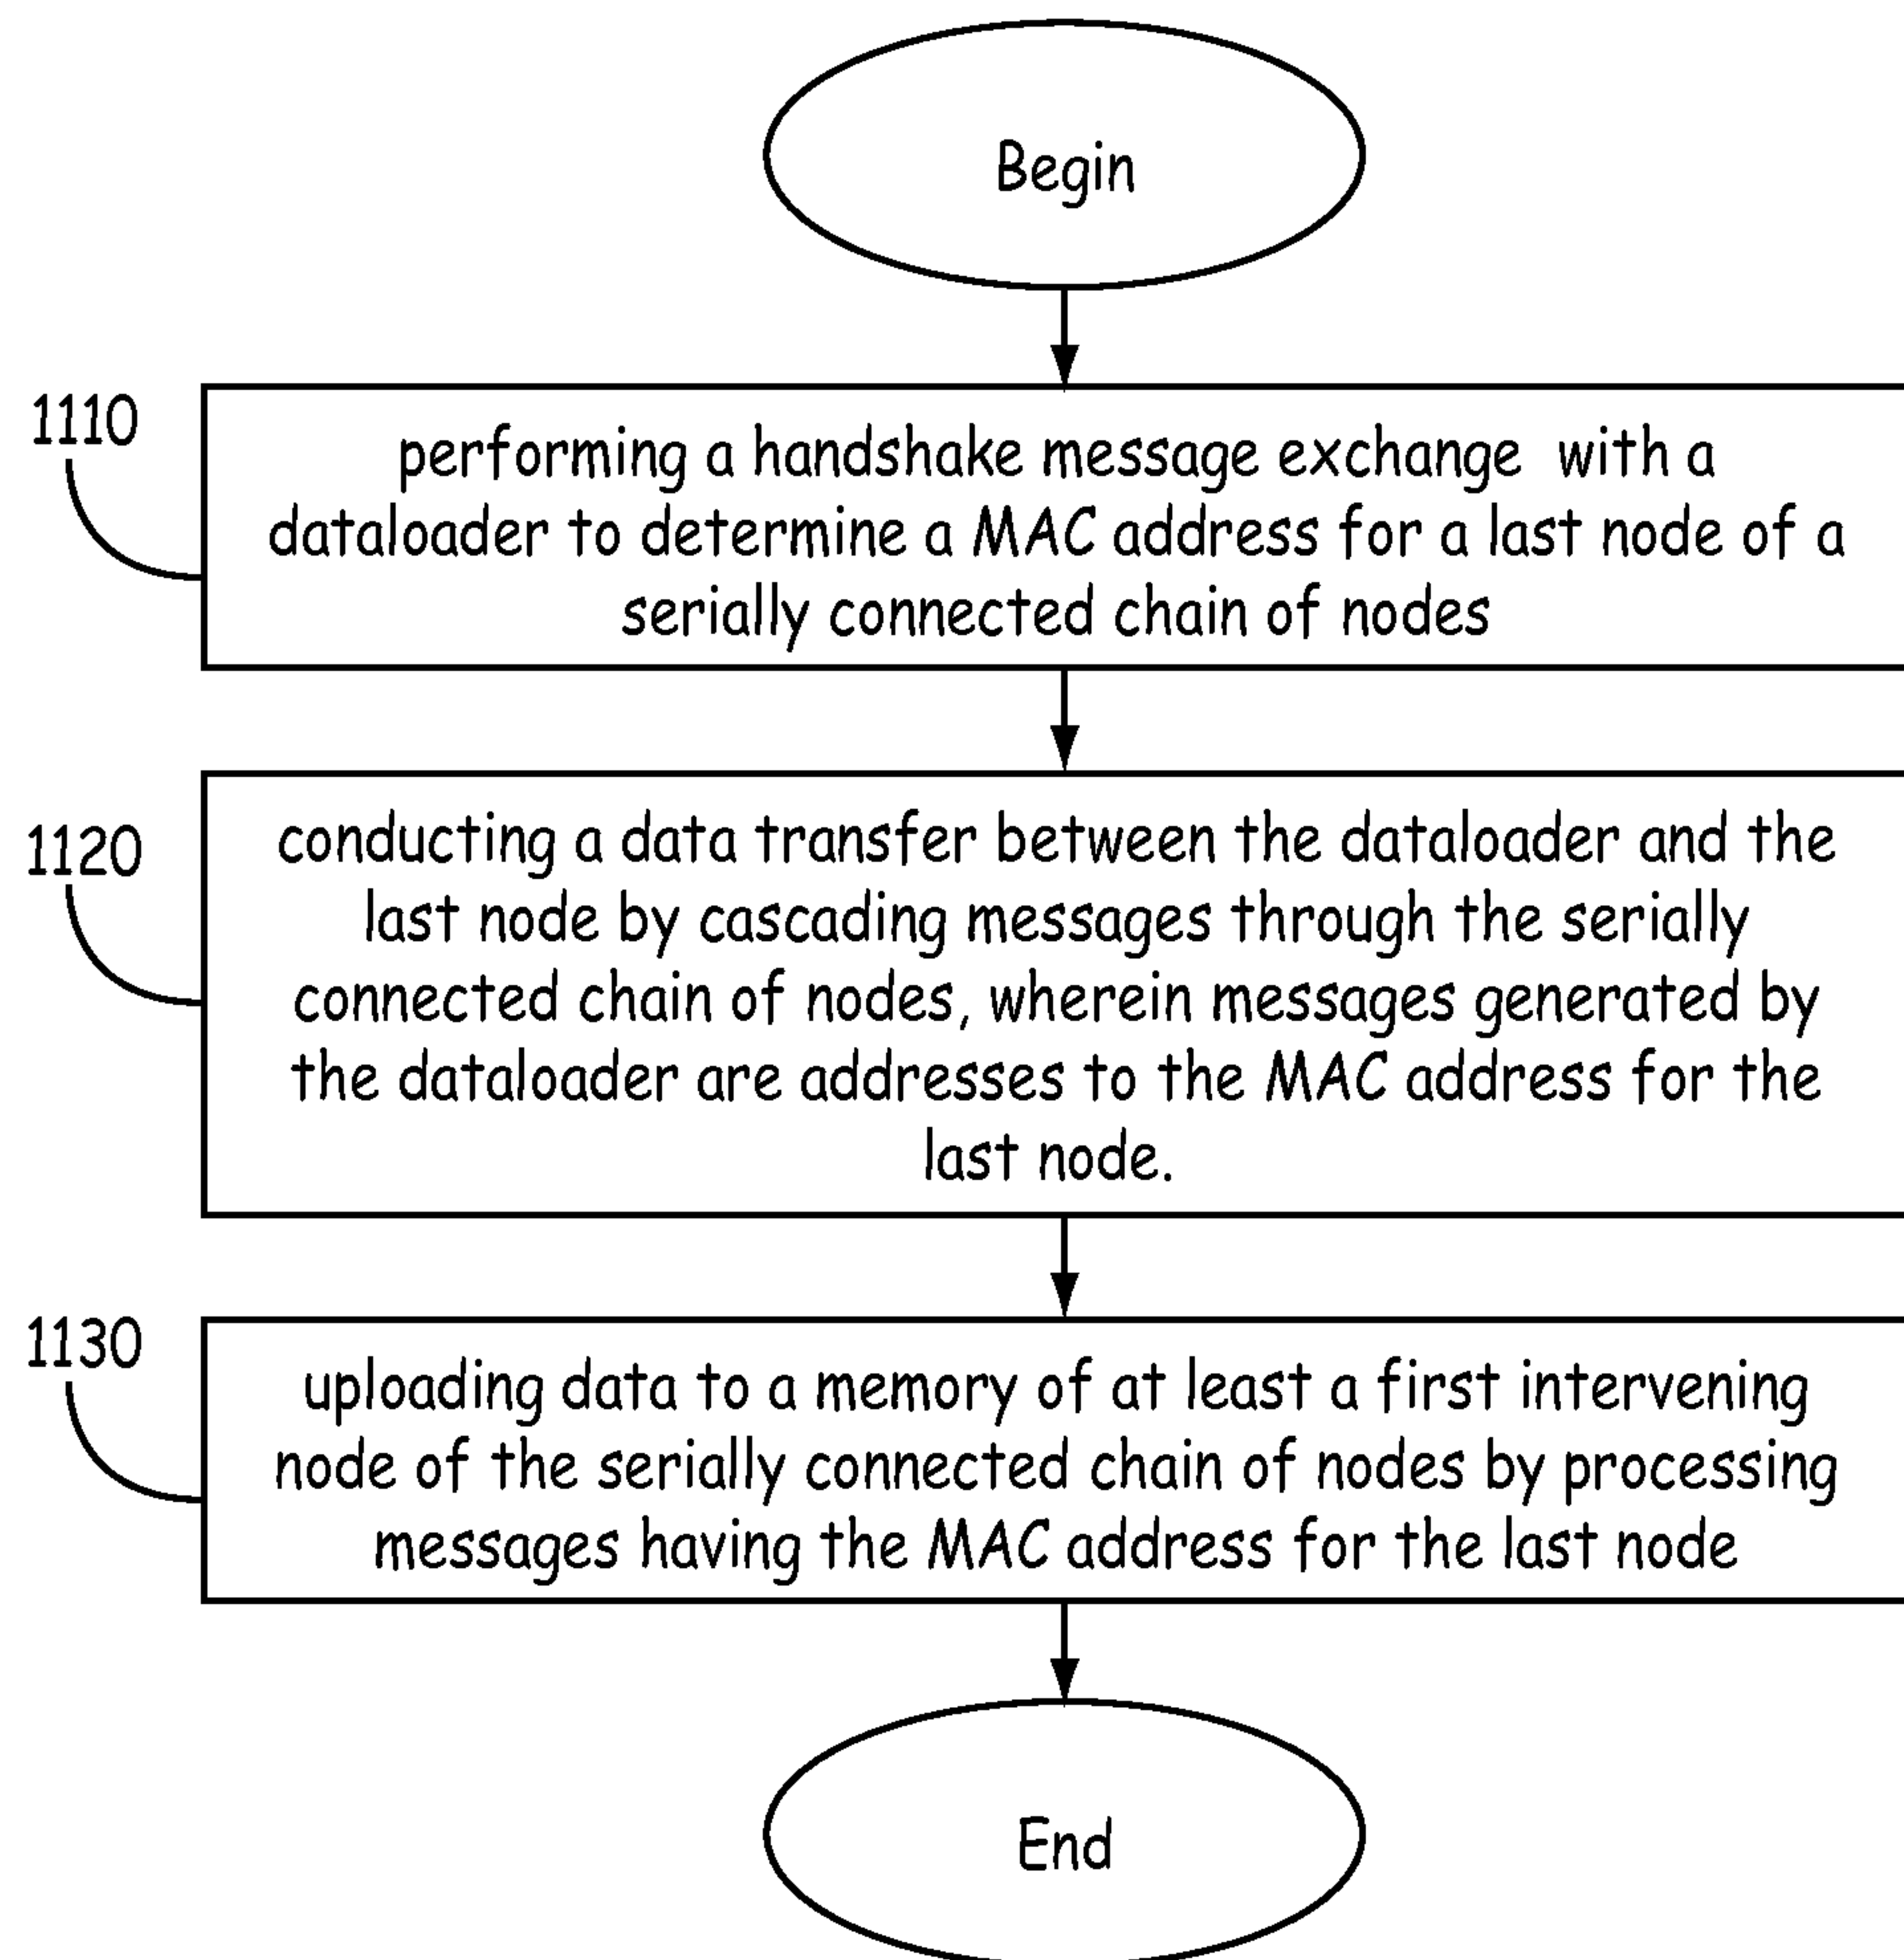 Begin
1110
performing a handshake message exchange with a
dataloader to determine a MAC address for a last node of a
serially connected chain of nodes
1120
conducting a data transfer between the dataloader and the
last node by cascading messages through the serially
connected chain of nodes, wherein messages generated by
the dataloader are addresses to the MAC address for the
last node.
1130
uploading data to a memory of at least a first intervening
node of the serially connected chain of nodes by processing
messages having the MAC address for the last node
End